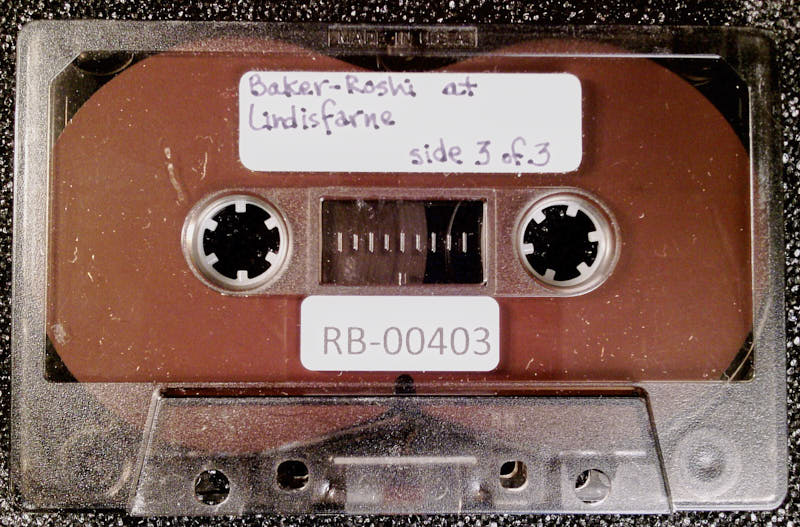 MADE IN U.S.A.
Baker-Roshi at
Lindisfarne
side 3 of 3
RB-00403